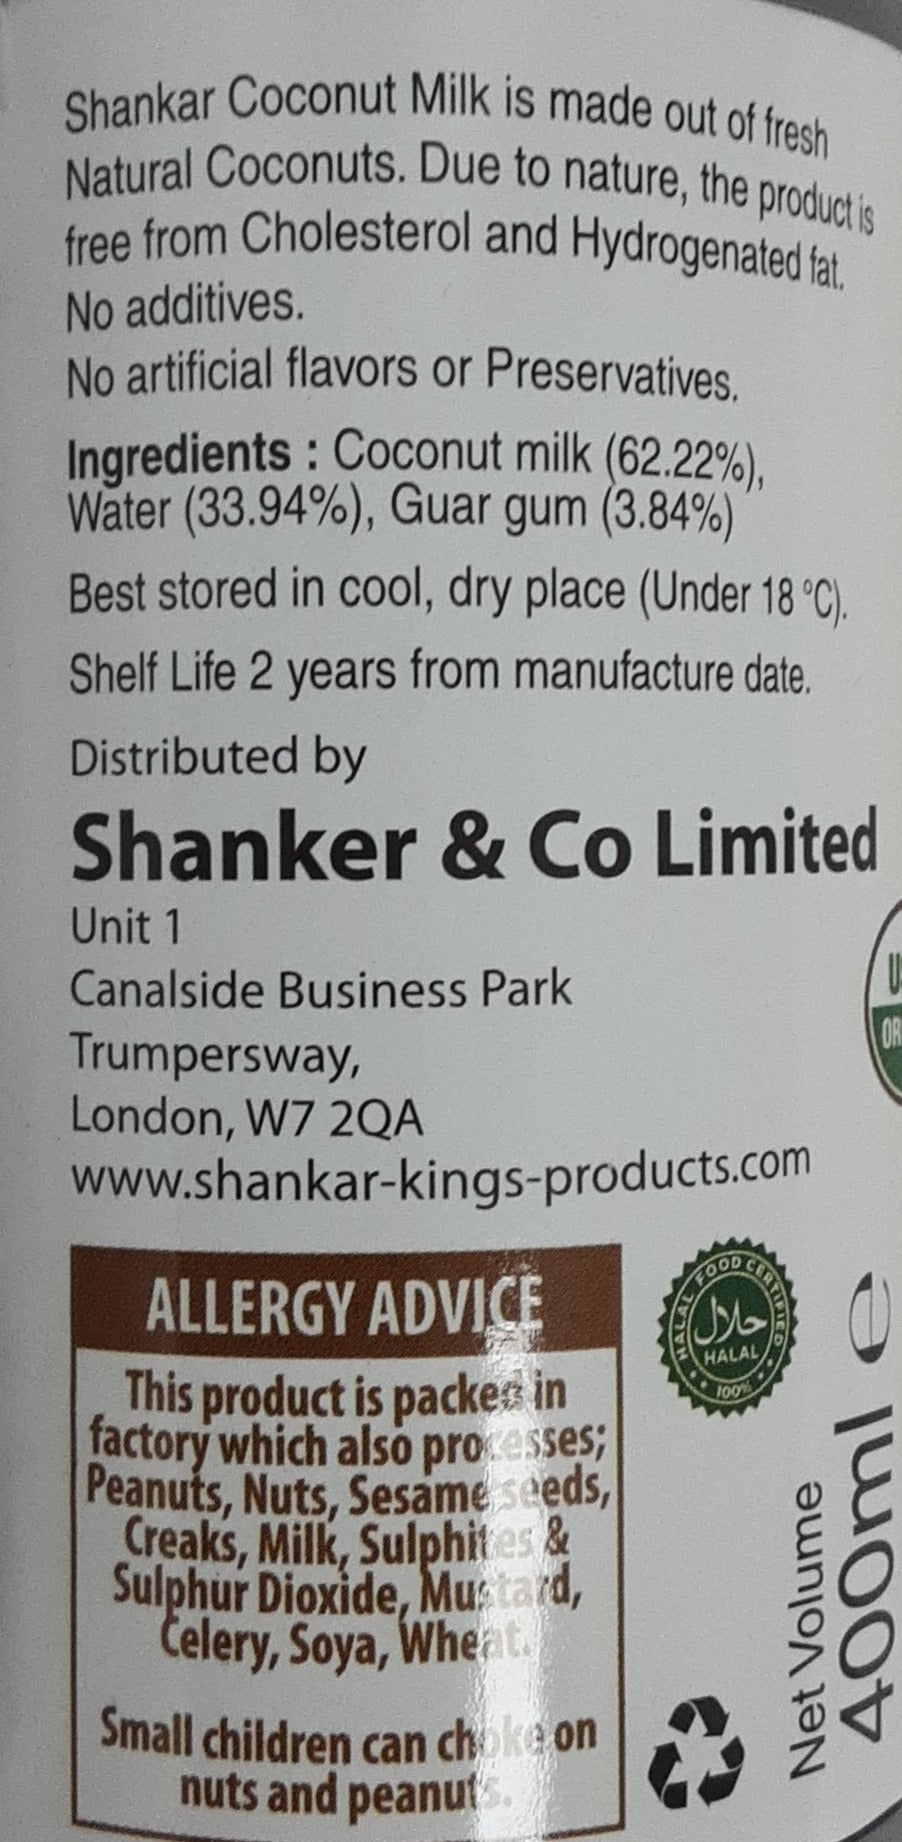 Shankar Coconut Milk is made out of fresh
Natural Coconuts. Due to nature, the product is
free from Cholesterol and Hydrogenated fat.
No additives.
No artificial flavors or Preservatives.
Ingredients : Coconut milk (62.22%),
Water (33.94%), Guar gum (3.84%)
Best stored in cool, dry place (Under 18 °C).
Shelf Life 2 years from manufacture date.
Distributed by
Shanker & Co Limited
Unit 1
Canalside Business Park
Trumpersway,
London, W7 2QA
www.shankar-kings-products.com
ALLERGY ADVICE
This product is packed in
factory which also processes;
Peanuts, Nuts, Sesame seeds,
Creaks, Milk, Sulphites &
Sulphur Dioxide, Mustard,
Celery, Soya, Wheat.
Small children can choke on
nuts and peanuts.
HALAL FOOD CERTIFIED
حلال
HALAL
100%
Net Volume
400ml e